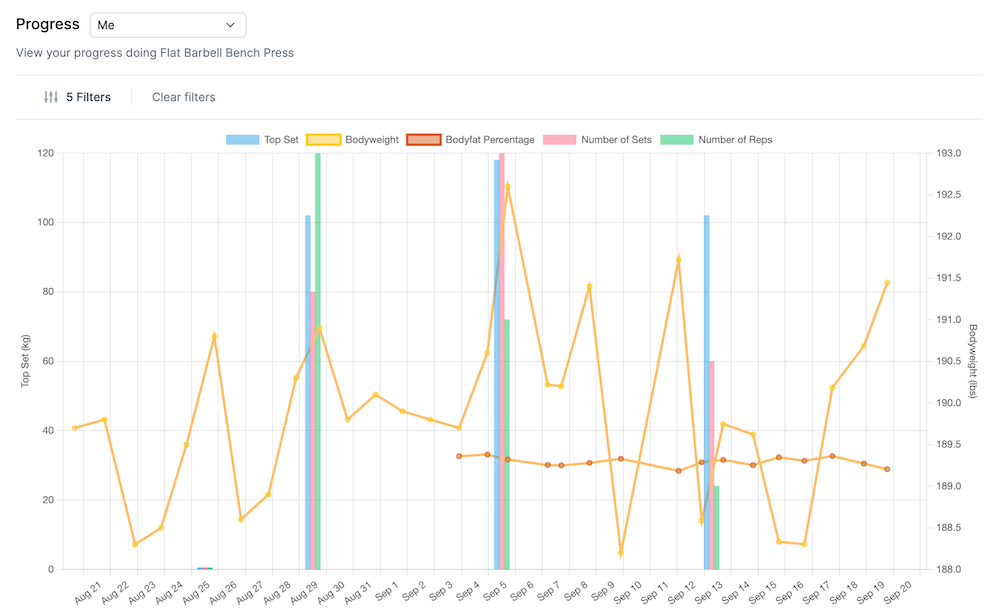 Progress Me
View your progress doing Flat Barbell Bench Press
5 Filters Clear filters
Top Set Bodyweight Bodyfat Percentage Number of Sets Number of Reps
120 193.0
192.5
100 192.0
191.5
80
191.0
60 190.5
190.0
40
189.5
189.0
20
188.5
0 188.0
Top Set (kg)
Bodyweight (lbs)
Aug 21 Aug 22 Aug 23 Aug 24 Aug 25 Aug 26 Aug 27 Aug 28 Aug 29 Aug 30 Aug 31 Sep 1 Sep 2 Sep 3 Sep 4 Sep 5 Sep 6 Sep 7 Sep 8 Sep 9 Sep 10 Sep 11 Sep 12 Sep 13 Sep 14 Sep 15 Sep 16 Sep 17 Sep 18 Sep 19 Sep 20